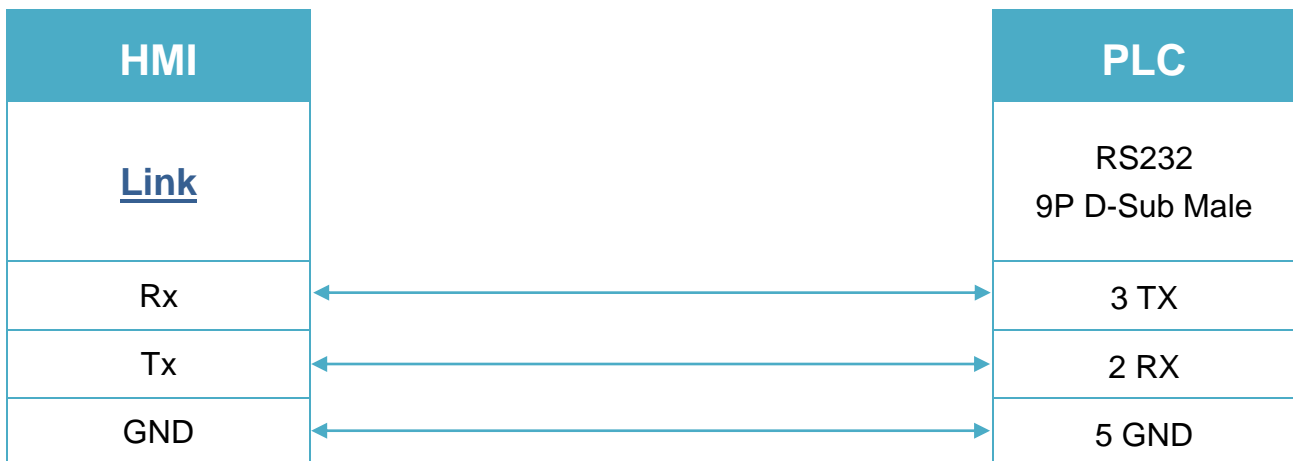 HMI
PLC
Link
RS232
9P D-Sub Male
Rx
3 TX
Tx
2 RX
GND
5 GND